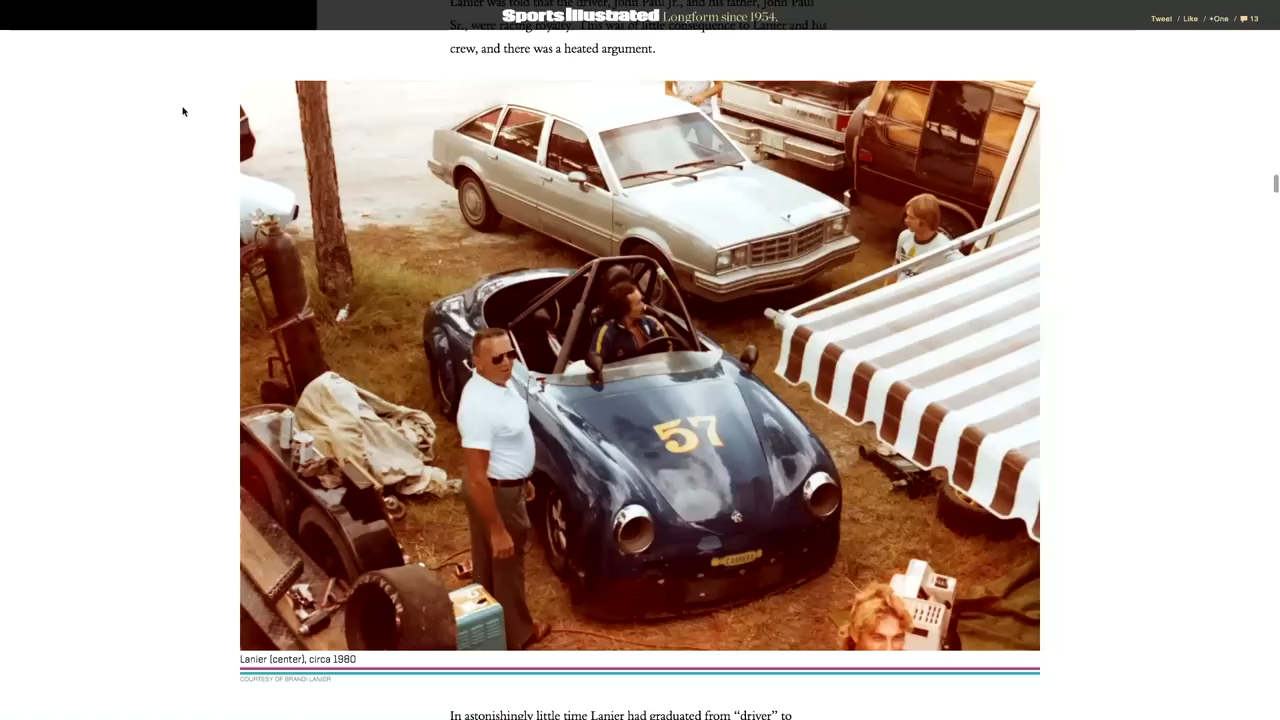 Lanier was told that the driver, John Paul Jr., and his father, John Paul
Sports Illustrated Longform since 1954.
Tweet / Like / +One / 13
Sr., were racing royalty. This was of little consequence to Lanier and his
crew, and there was a heated argument.
57
CARRERA
Lanier (center), circa 1980
COURTESY OF BRANDI LANIER
In astonishingly little time Lanier had graduated from “driver” to